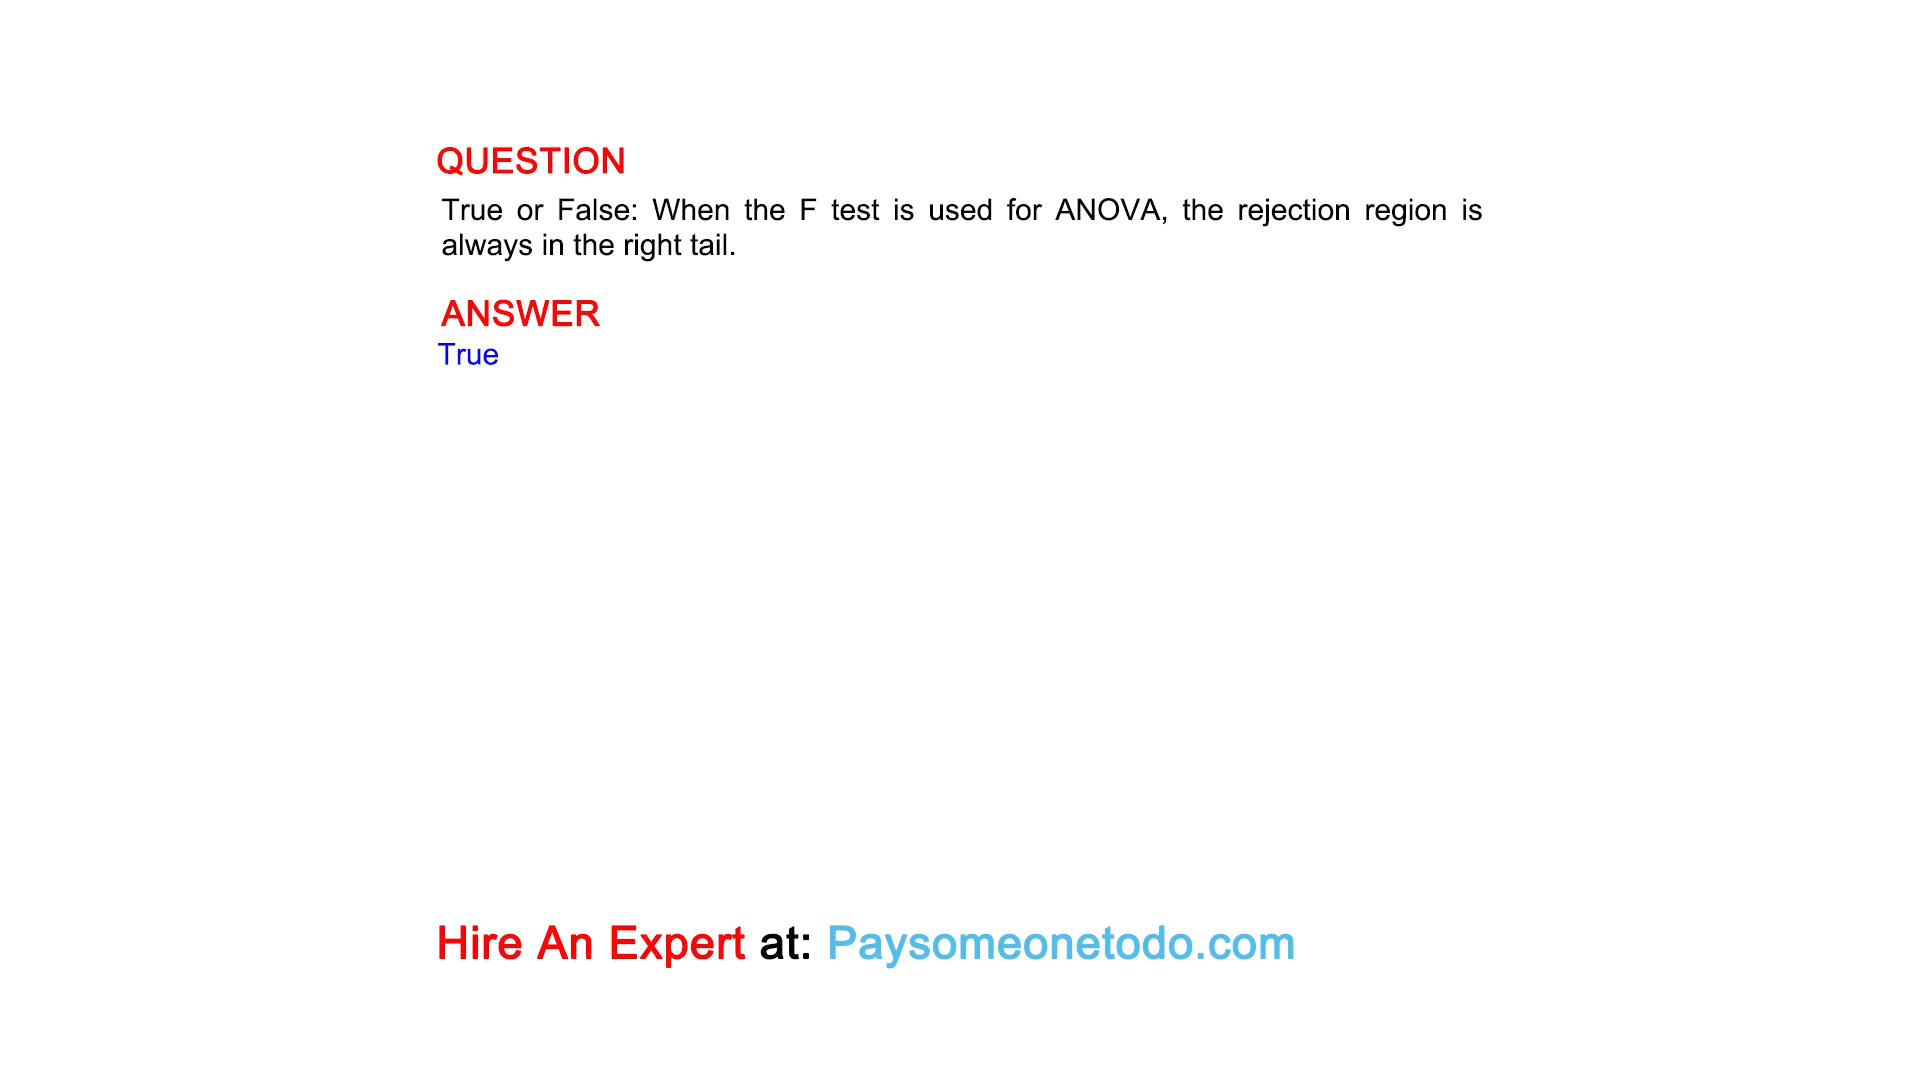 QUESTION
True or False: When the F test is used for ANOVA, the rejection region is
always in the right tail.
ANSWER
True
Hire An Expert at: Paysomeonetodo.com